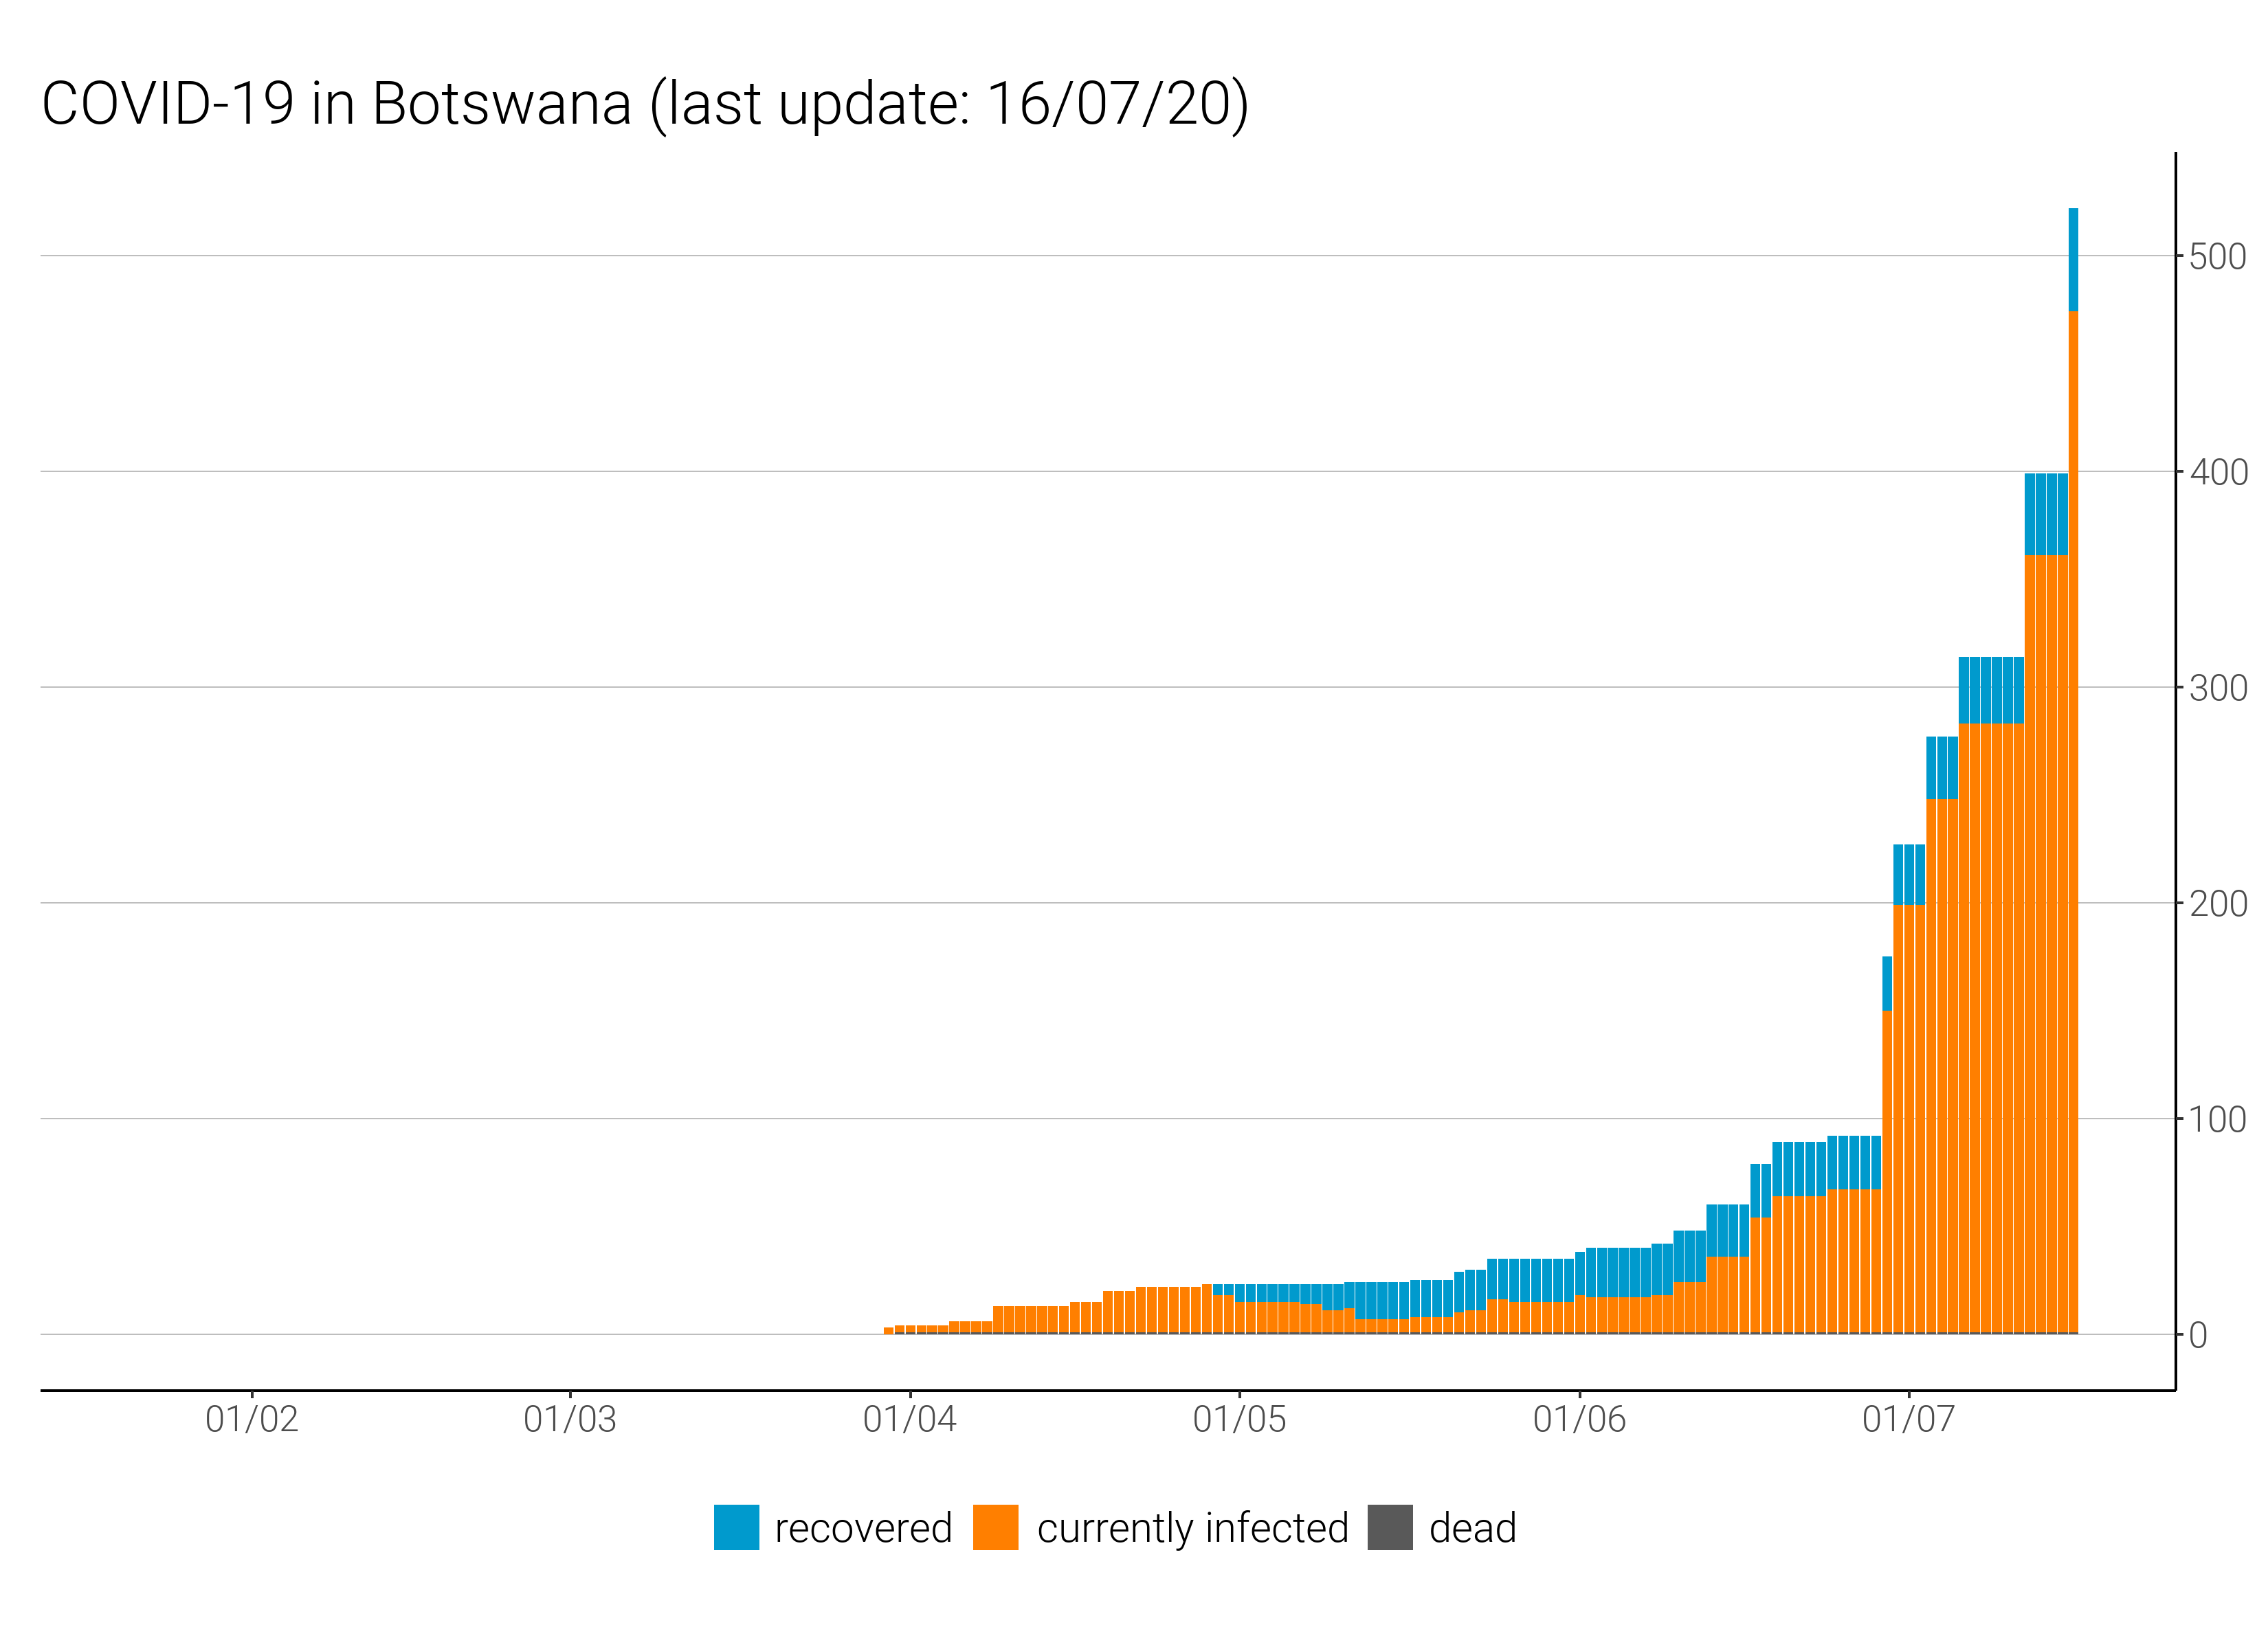 COVID-19 in Botswana (last update: 16/07/20)
500
400
300
200
100
0
01/02 01/03 01/04 01/05 01/06 01/07
recovered currently infected dead